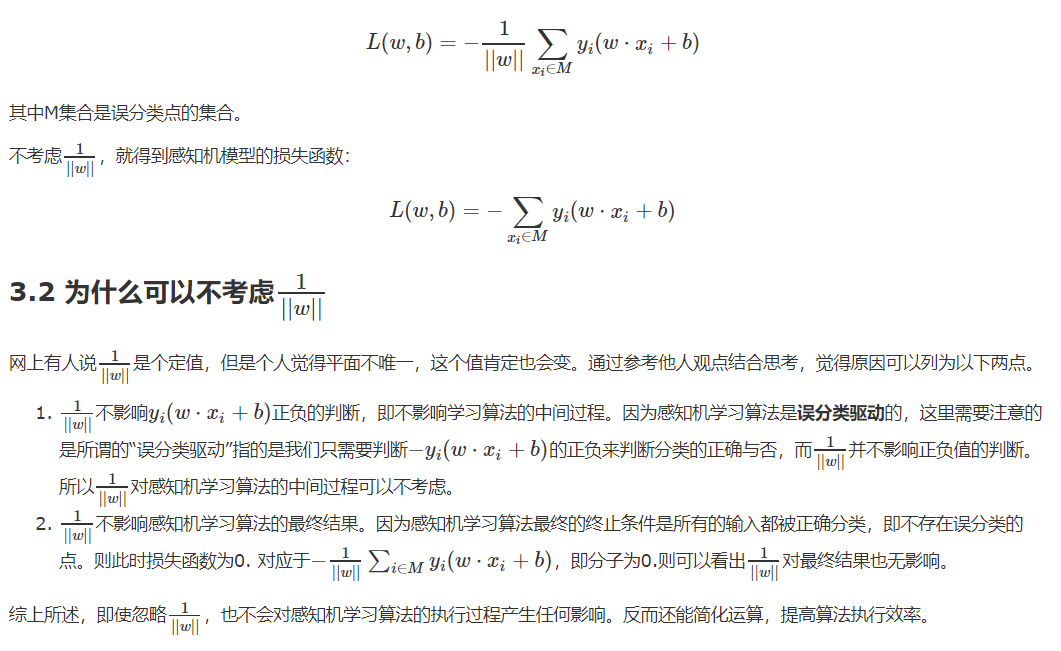 L(w, b) = −\frac{1}{||w||} \sum_{x_i∈M} y_i(w · x_i + b)
其中M集合是误分类点的集合。
不考虑\frac{1}{||w||}，就得到感知机模型的损失函数：
L(w, b) = − \sum_{x_i∈M} y_i(w · x_i + b)
3.2 为什么可以不考虑\frac{1}{||w||}
网上有人说\frac{1}{||w||}是个定值，但是个人觉得平面不唯一，这个值肯定也会变。通过参考他人观点结合思考，觉得原因可以列为以下两点。
1. \frac{1}{||w||}不影响y_i(w · x_i + b)正负的判断，即不影响学习算法的中间过程。因为感知机学习算法是误分类驱动的，这里需要注意的
是所谓的“误分类驱动”指的是我们只需要判断−y_i(w · x_i + b)的正负来判断分类的正确与否，而\frac{1}{||w||}并不影响正负值的判断。
所以\frac{1}{||w||}对感知机学习算法的中间过程可以不考虑。
2. \frac{1}{||w||}不影响感知机学习算法的最终结果。因为感知机学习算法最终的终止条件是所有的输入都被正确分类，即不存在误分类的
点。则此时损失函数为0. 对应于−\frac{1}{||w||} \sum_{i∈M} y_i(w · x_i + b)，即分子为0.则可以看出\frac{1}{||w||}对最终结果也无影响。
综上所述，即使忽略\frac{1}{||w||}，也不会对感知机学习算法的执行过程产生任何影响。反而还能简化运算，提高算法执行效率。